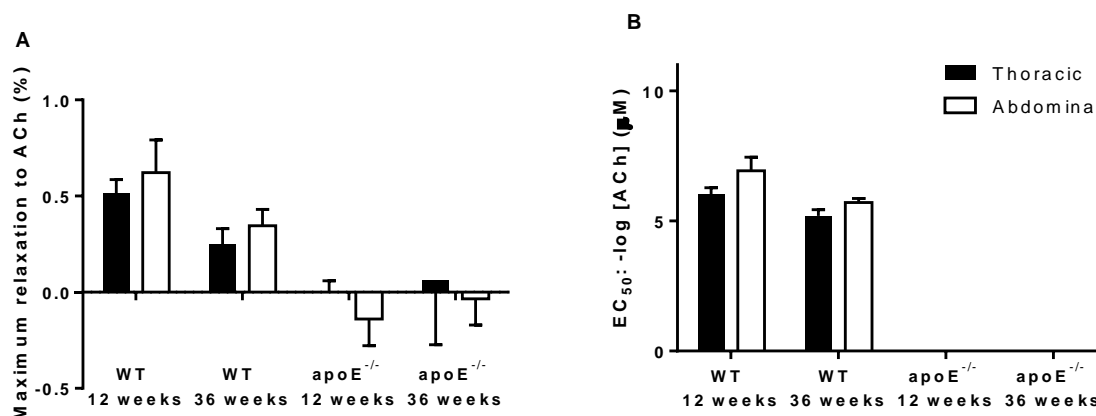 A
Maximum relaxation to ACh (%)
1.0
0.5
0.0
-0.5
WT
12 weeks
WT
36 weeks
apoE-/-
12 weeks
apoE-/-
36 weeks
B
EC50: -log [ACh] (μM)
10
5
0
Thoracic
Abdomina
WT
12 weeks
WT
36 weeks
apoE-/-
12 weeks
apoE-/-
36 weeks